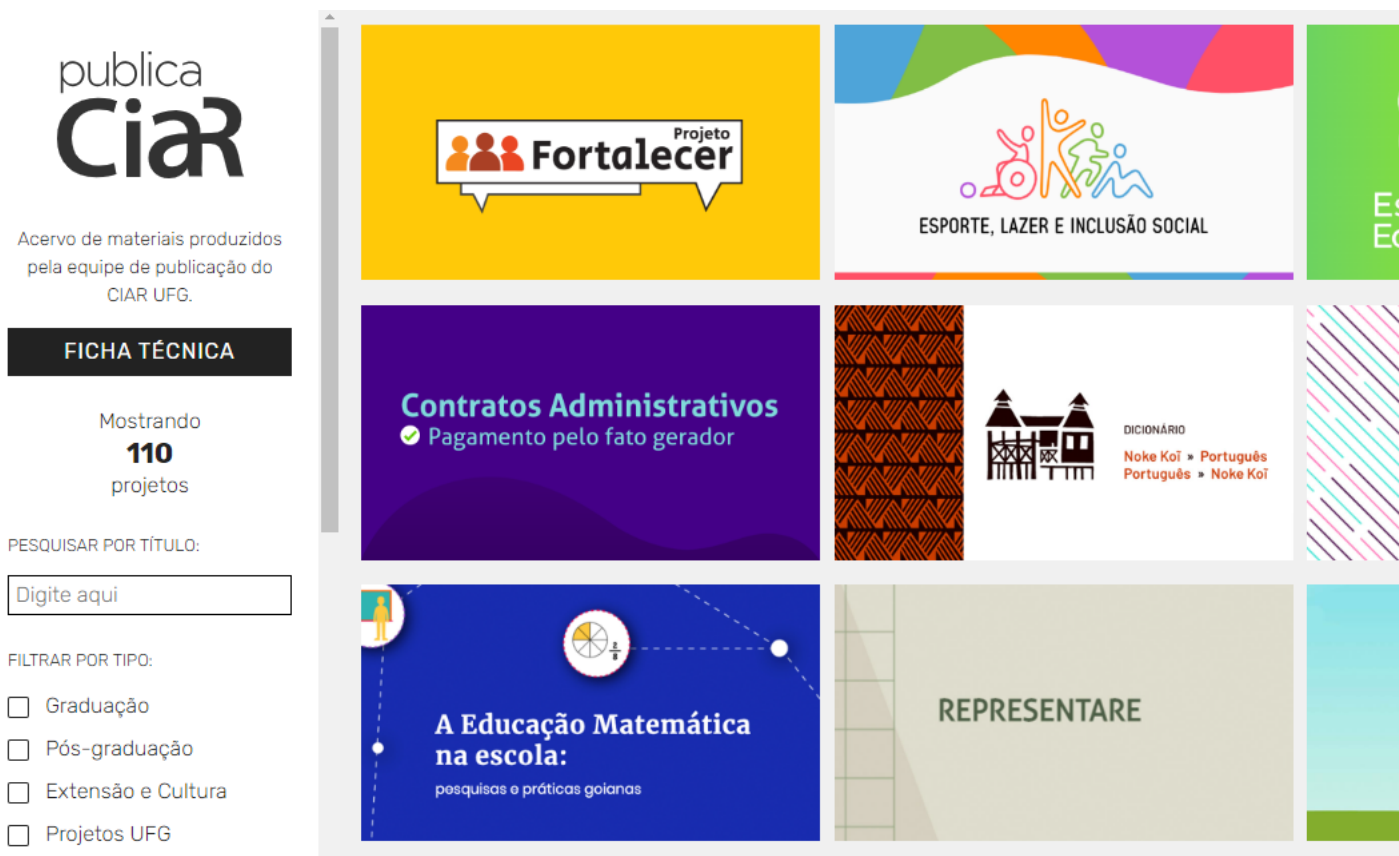 publica
CiaR
Acervo de materiais produzidos
pela equipe de publicação do
CIAR UFG.
FICHA TÉCNICA
Mostrando
110
projetos
PESQUISAR POR TÍTULO:
Digite aqui
FILTRAR POR TIPO:
Graduação
Pós-graduação
Extensão e Cultura
Projetos UFG
Projeto
Fortalecer
ESPORTE, LAZER E INCLUSÃO SOCIAL
Contratos Administrativos
Pagamento pelo fato gerador
DICIONÁRIO
Noke Koĩ » Português
Português » Noke Koĩ
2/8
A Educação Matemática
na escola:
pesquisas e práticas goianas
REPRESENTARE